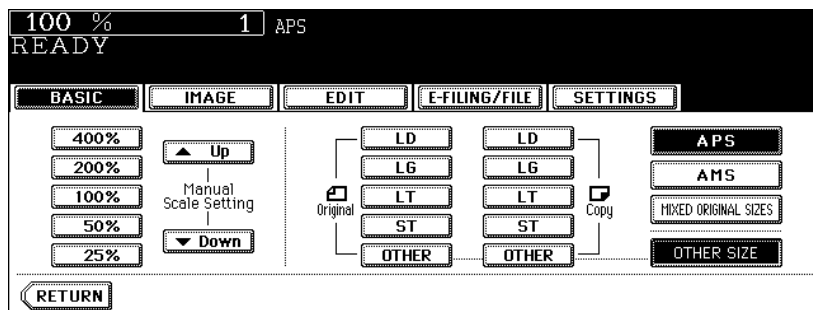 100 % 1 APS
READY
BASIC IMAGE EDIT E-FILING/FILE SETTINGS
400% ▲ Up LD LD APS
200% LG LG AMS
100% Manual Scale Setting Original LT LT Copy MIXED ORIGINAL SIZES
50% ST ST
25% ▼ Down OTHER OTHER OTHER SIZE
RETURN